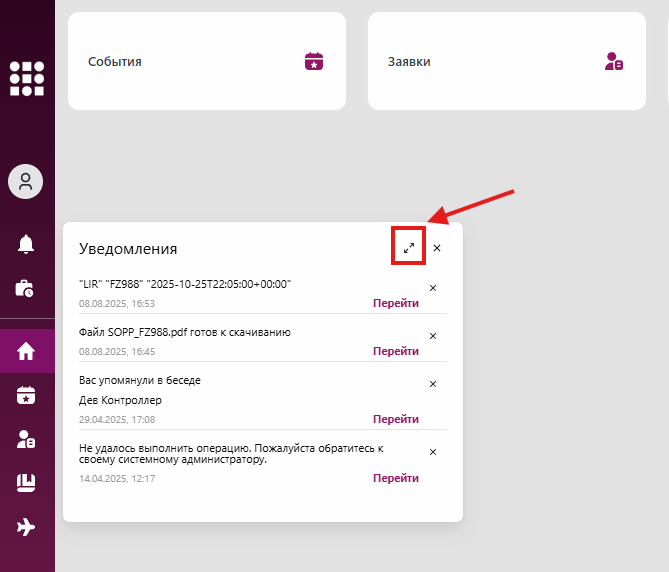 События
Заявки
Уведомления
"LIR" "FZ988" "2025-10-25T22:05:00+00:00"
08.08.2025, 16:53
Перейти
Файл SOPP_FZ988.pdf готов к скачиванию
08.08.2025, 16:45
Перейти
Вас упомянули в беседе
Дев Контроллер
29.04.2025, 17:08
Перейти
Не удалось выполнить операцию. Пожалуйста обратитесь к
своему системному администратору.
14.04.2025, 12:17
Перейти